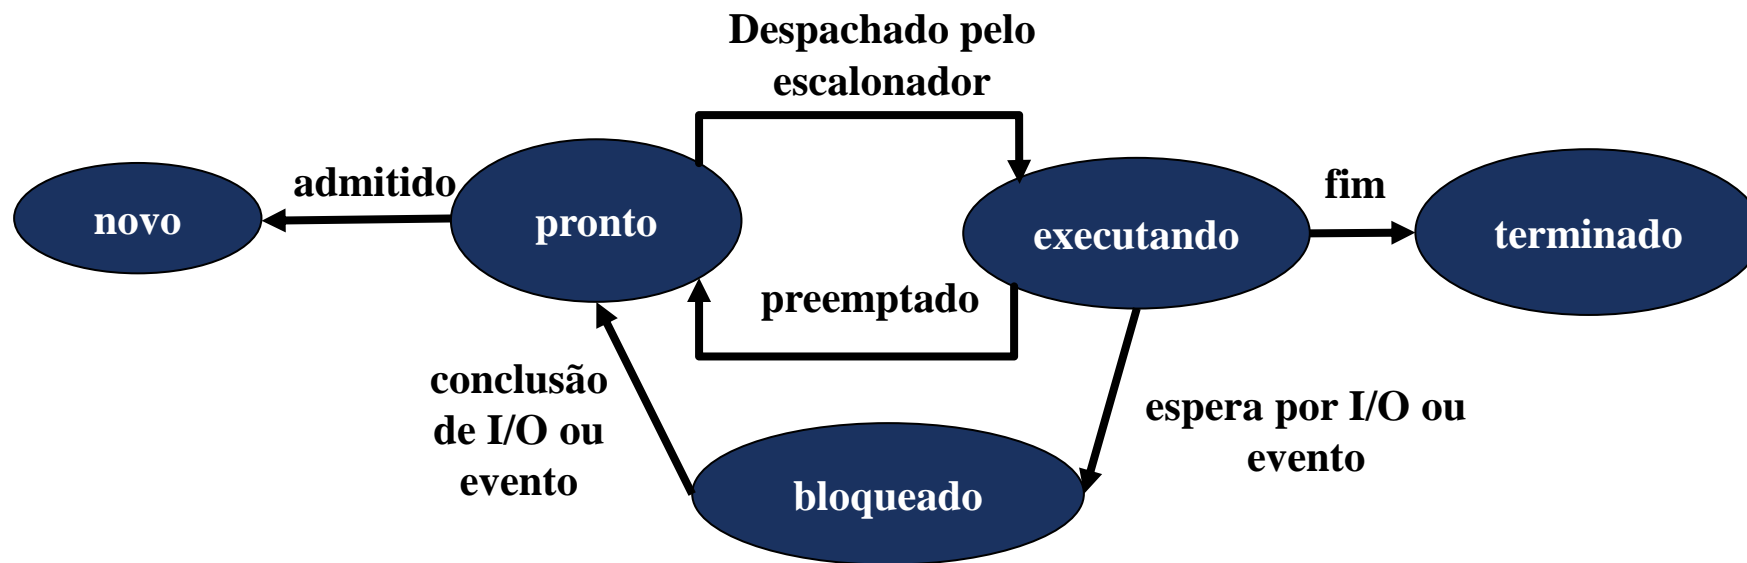 Despachado pelo
escalonador
novo
admitido
pronto
executando
fim
terminado
preemptado
conclusão
de I/O ou
evento
espera por I/O ou
evento
bloqueado